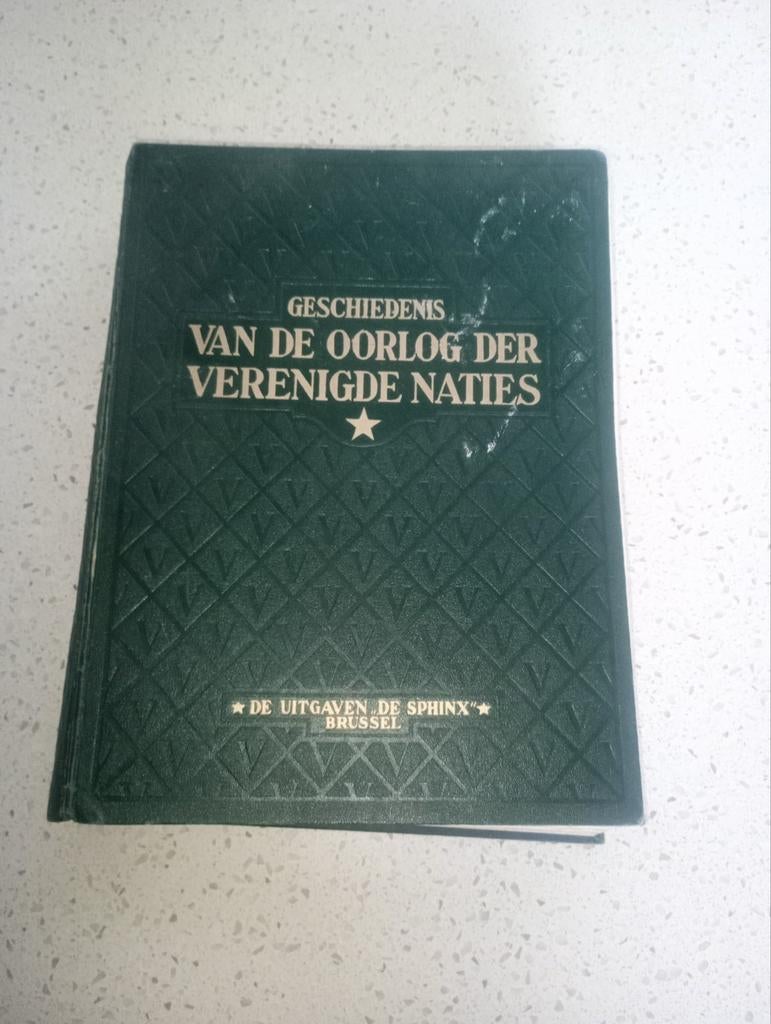 GESCHIEDENIS
VAN DE OORLOG DER
VERENIGDE NATIES
★ DE UITGAVEN „DE SPHINX" ★
BRUSSEL